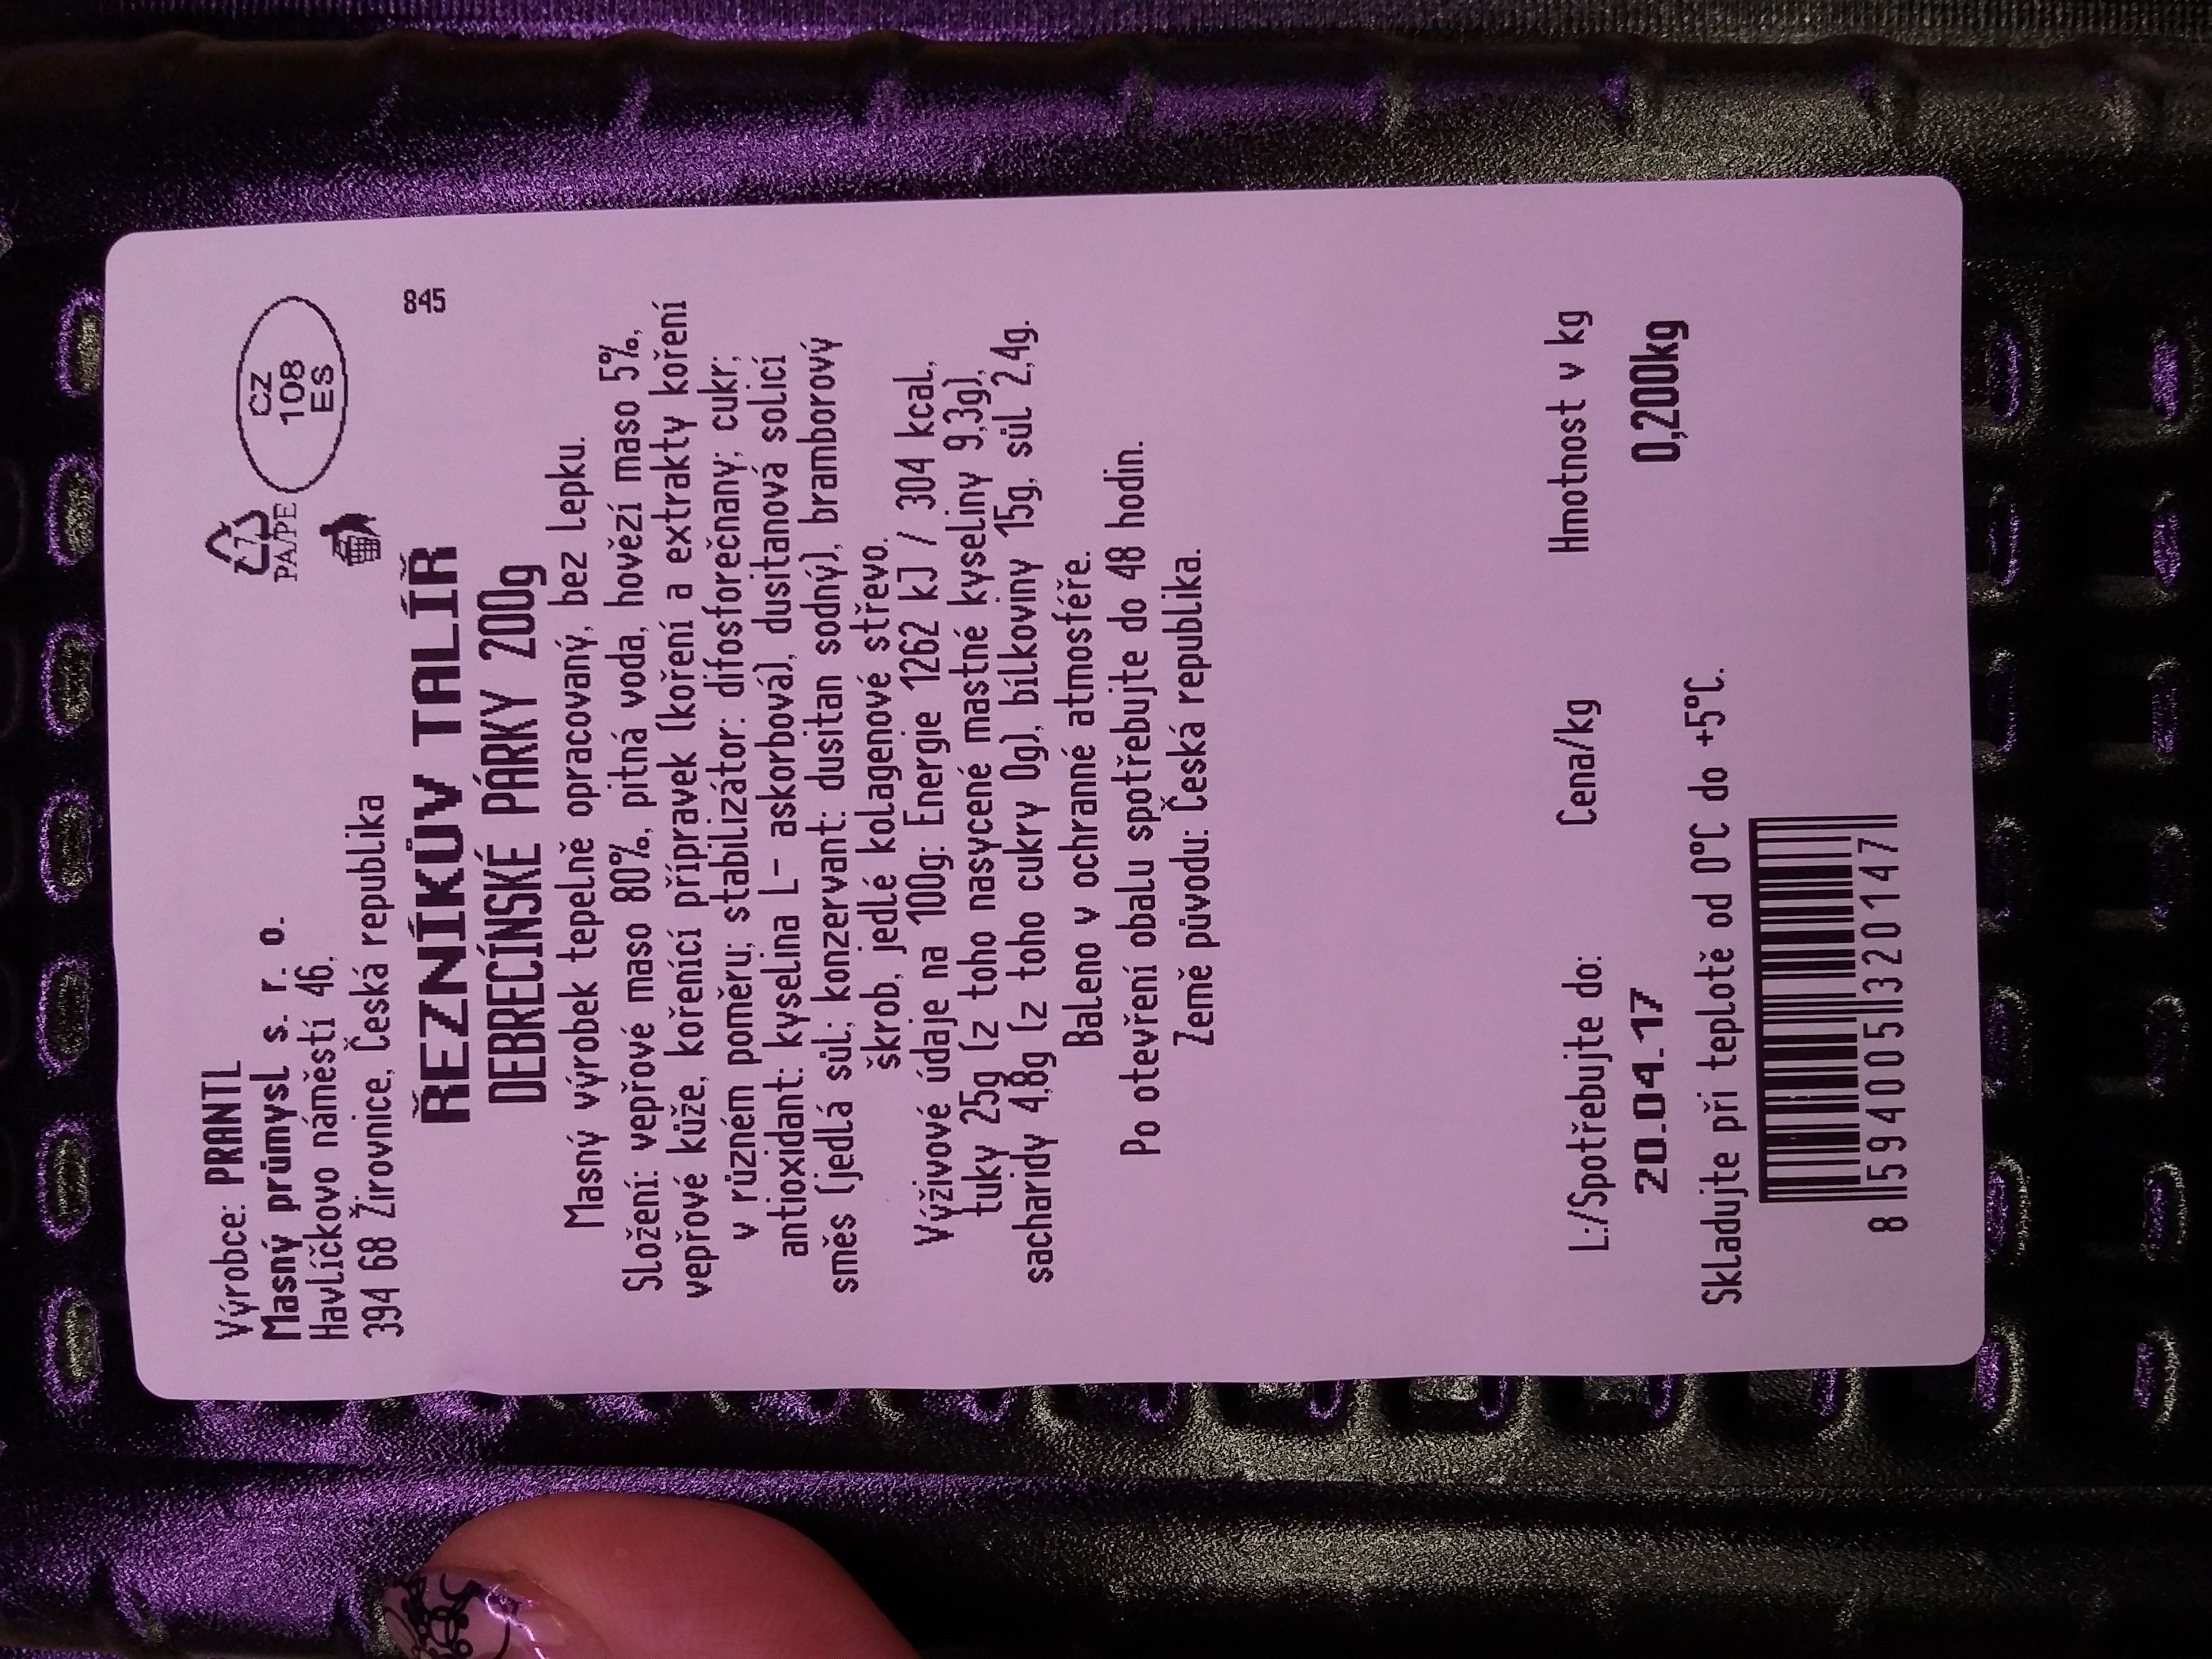 Výrobce: PRANTL
Masný průmysl s. r. o.
Havlíčkovo náměstí 46,
394 68 Žirovnice, Česká republika
7
PA/PE
CZ
108
ES
845
ŘEZNÍKŮV TALÍŘ
DEBRECÍNSKÉ PÁRKY 200g
Masný výrobek tepelně opracovaný, bez lepku.
Složení: vepřové maso 80%, pitná voda, hovězí maso 5%,
vepřové kůže, kořenící přípravek (koření a extrakty koření
v různém poměru; stabilizátor: difosforečnany; cukr;
antioxidant: kyselina L- askorbová), dusitanová solící
směs (jedlá sůl; konzervant: dusitan sodný), bramborový
škrob, jedlé kolagenové střevo.
Výživové údaje na 100g: Energie 1262 kJ / 304 kcal,
tuky 25g (z toho nasycené mastné kyseliny 9,3g),
sacharidy 4,8g (z toho cukry 0g), bílkoviny 15g, sůl 2,4g.
Baleno v ochranné atmosféře.
Po otevření obalu spotřebujte do 48 hodin.
Země původu: Česká republika.
L:/Spotřebujte do: Cena/kg Hmotnost v kg
20.04.17 0,200kg
Skladujte při teplotě od 0°C do +5°C.
8 594005 320147